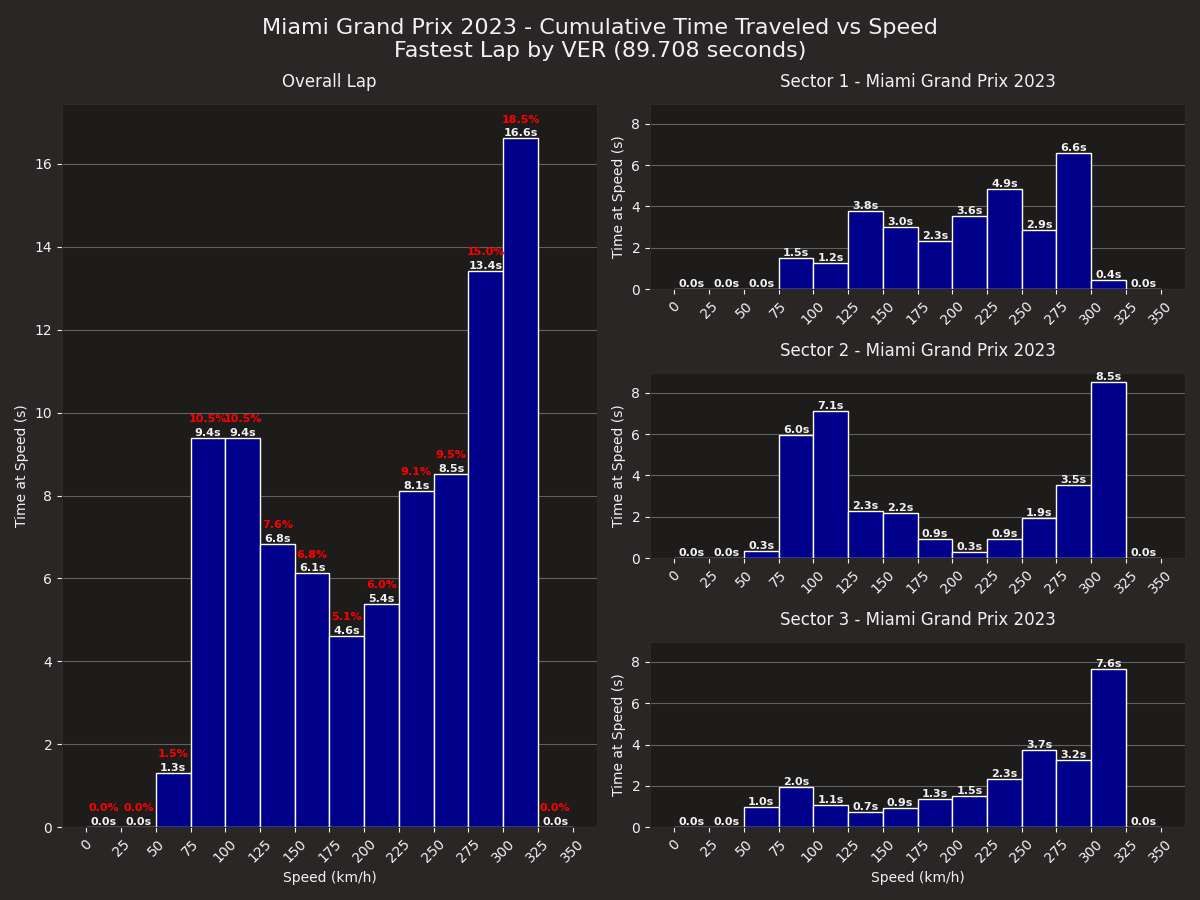 Miami Grand Prix 2023 - Cumulative Time Traveled vs Speed
Fastest Lap by VER (89.708 seconds)
Overall Lap
Time at Speed (s)
16
14
12
10
8
6
4
2
0
0.0%
0.0s
0.0%
0.0s
1.5%
1.3s
10.5%
9.4s
10.5%
9.4s
7.6%
6.8s
6.8%
6.1s
5.1%
4.6s
6.0%
5.4s
9.1%
8.1s
9.5%
8.5s
15.0%
13.4s
18.5%
16.6s
0.0%
0.0s
0 25 50 75 100 125 150 175 200 225 250 275 300 325 350
Speed (km/h)
Sector 1 - Miami Grand Prix 2023
Time at Speed (s)
8
6
4
2
0
0.0s 0.0s 0.0s 1.5s 1.2s 3.8s 3.0s 2.3s 3.6s 4.9s 2.9s 6.6s 0.4s 0.0s
0 25 50 75 100 125 150 175 200 225 250 275 300 325 350
Sector 2 - Miami Grand Prix 2023
Time at Speed (s)
8
6
4
2
0
0.0s 0.0s 0.3s 6.0s 7.1s 2.3s 2.2s 0.9s 0.3s 0.9s 1.9s 3.5s 8.5s 0.0s
0 25 50 75 100 125 150 175 200 225 250 275 300 325 350
Sector 3 - Miami Grand Prix 2023
Time at Speed (s)
8
6
4
2
0
0.0s 0.0s 1.0s 2.0s 1.1s 0.7s 0.9s 1.3s 1.5s 2.3s 3.7s 3.2s 7.6s 0.0s
0 25 50 75 100 125 150 175 200 225 250 275 300 325 350
Speed (km/h)